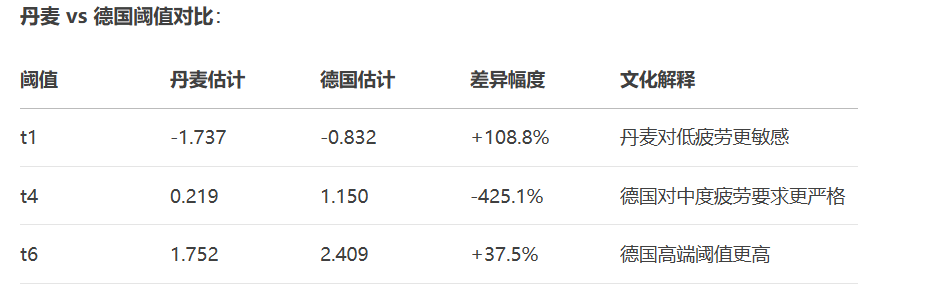 丹麦 vs 德国阈值对比：
阈值 丹麦估计 德国估计 差异幅度 文化解释
t1 -1.737 -0.832 +108.8% 丹麦对低疲劳更敏感
t4 0.219 1.150 -425.1% 德国对中度疲劳要求更严格
t6 1.752 2.409 +37.5% 德国高端阈值更高